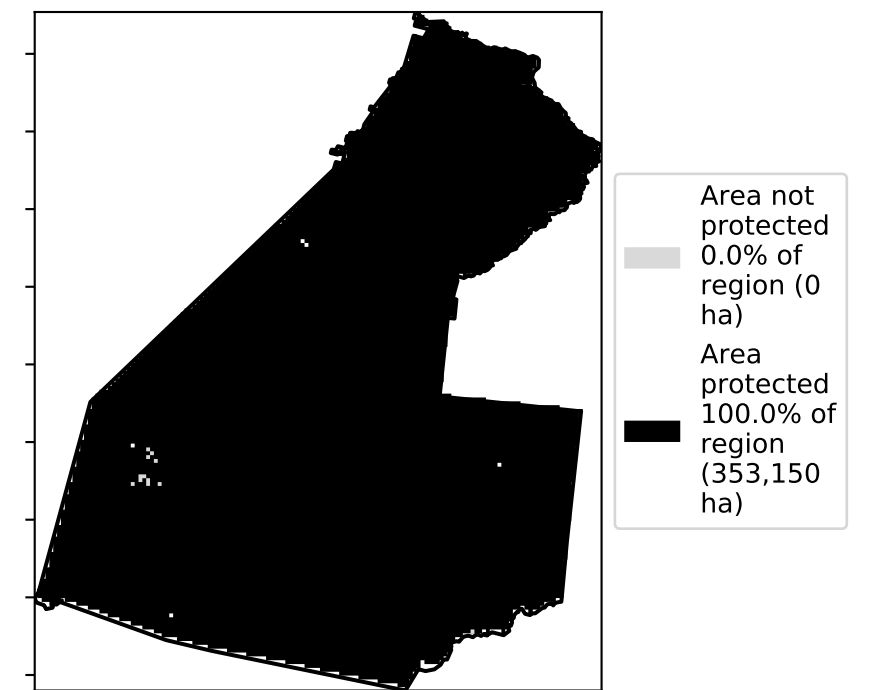 Area not
protected
0.0% of
region (0
ha)
Area
protected
100.0% of
region
(353,150
ha)